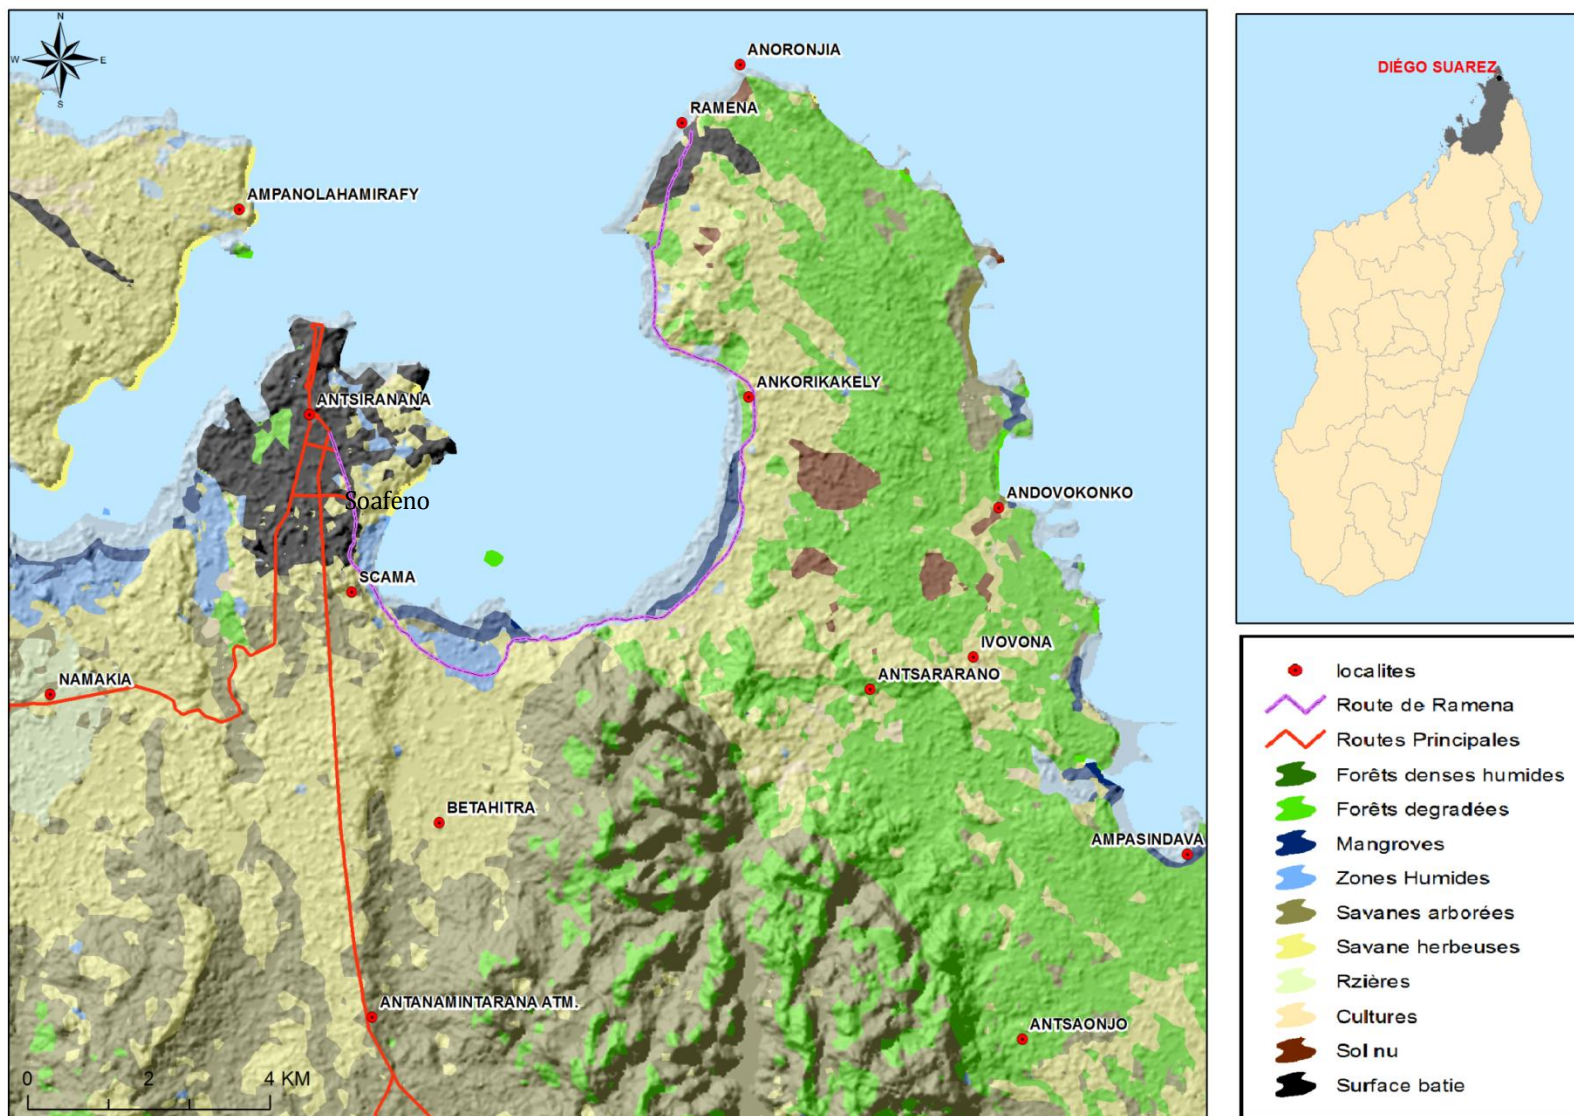 N
W
E
S
ANORONJIA
RAMENA
AMPANOLAHAMIRAFY
ANTSIRANANA
ANKORIKAKELY
Soafeno
ANDOVOKONKO
SCAMA
IVOVONA
ANTSARARANO
NAMAKIA
BETAHITRA
AMPASINDAVA
ANTANAMINTARANA ATM.
ANTSAONJO
0 2 4 KM
DIÉGO SUAREZ
localites
Route de Ramena
Routes Principales
Forêts denses humides
Forêts degradées
Mangroves
Zones Humides
Savanes arborées
Savane herbeuses
Rzières
Cultures
Sol nu
Surface batie